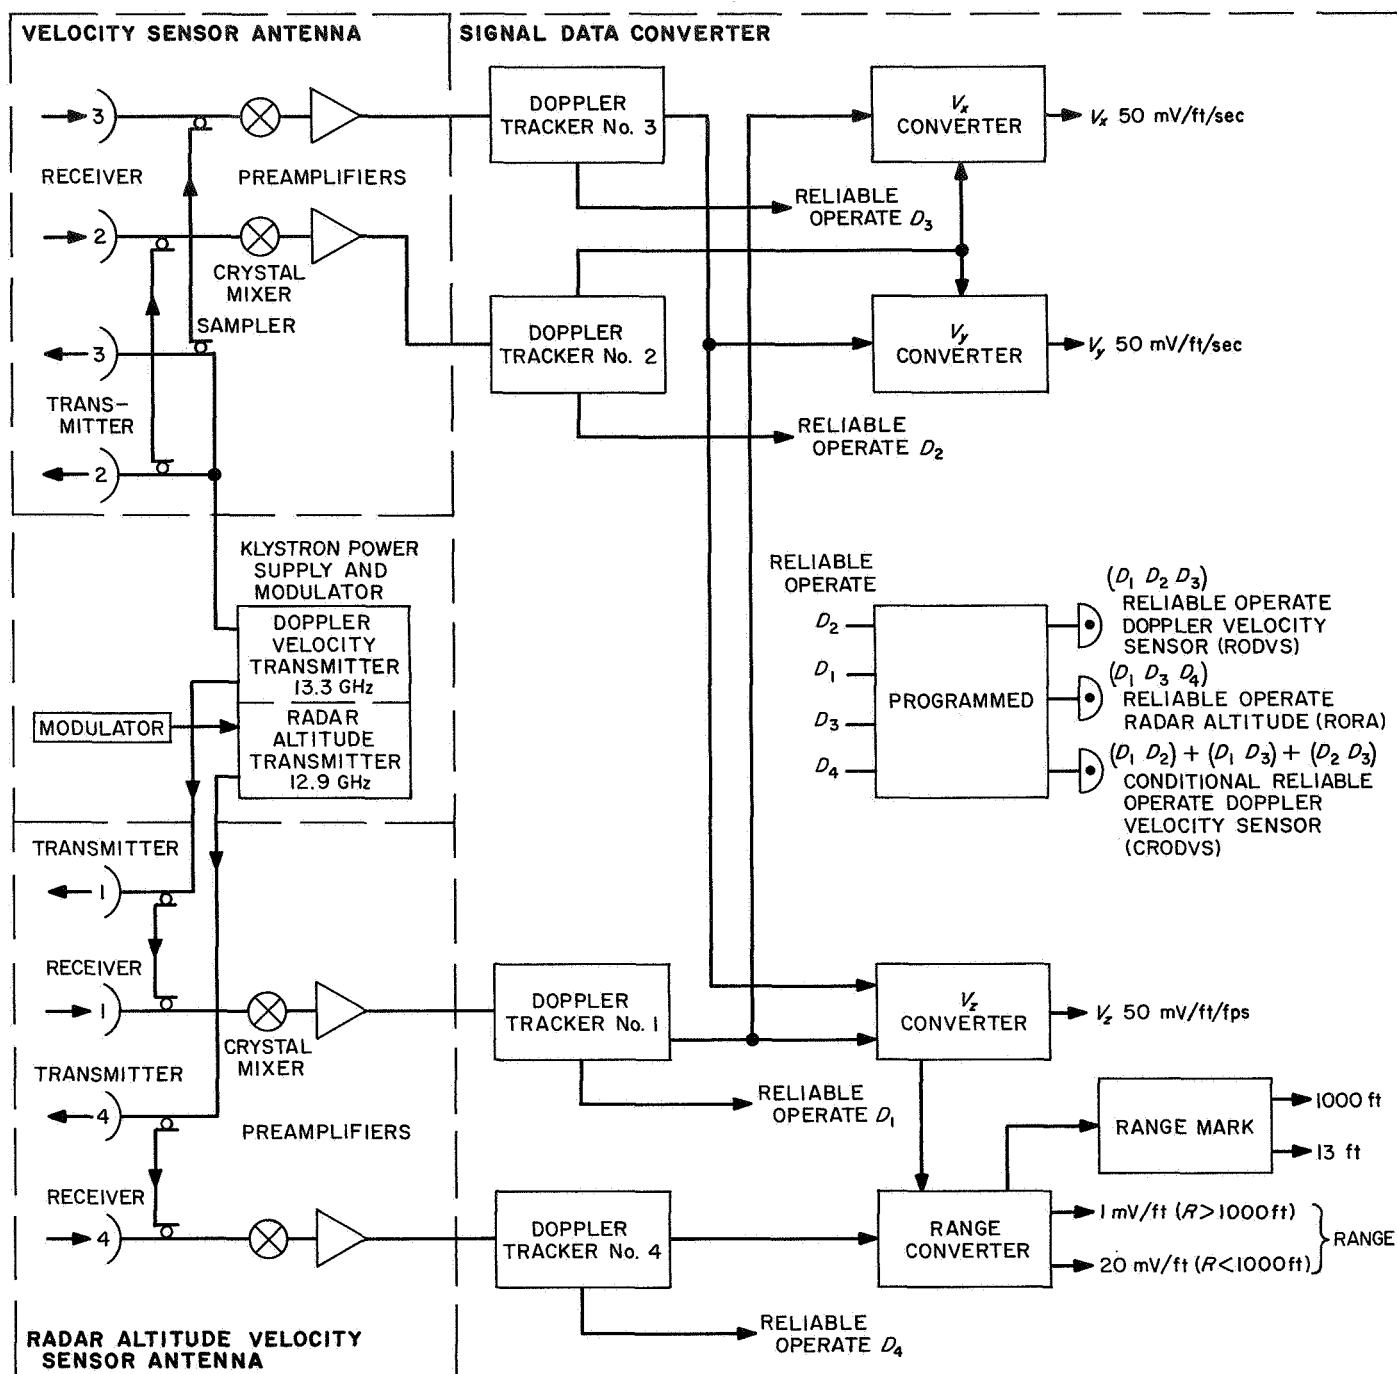 VELOCITY SENSOR ANTENNA
SIGNAL DATA CONVERTER
3
DOPPLER
TRACKER No. 3
Vx
CONVERTER
Vx 50 mV/ft/sec
RECEIVER
PREAMPLIFIERS
RELIABLE
OPERATE D3
2
CRYSTAL
MIXER
SAMPLER
3
DOPPLER
TRACKER No. 2
Vy
CONVERTER
Vy 50 mV/ft/sec
TRANS-
MITTER
2
RELIABLE
OPERATE D2
KLYSTRON POWER
SUPPLY AND
MODULATOR
DOPPLER
VELOCITY
TRANSMITTER
13.3 GHz
MODULATOR
RADAR
ALTITUDE
TRANSMITTER
12.9 GHz
RELIABLE
OPERATE
D2
D1
D3
D4
PROGRAMMED
(D1 D2 D3)
RELIABLE OPERATE
DOPPLER VELOCITY
SENSOR (RODVS)
(D1 D3 D4)
RELIABLE OPERATE
RADAR ALTITUDE (RORA)
(D1 D2) + (D1 D3) + (D2 D3)
CONDITIONAL RELIABLE
OPERATE DOPPLER
VELOCITY SENSOR
(CRODVS)
TRANSMITTER
1
RECEIVER
1
CRYSTAL
MIXER
DOPPLER
TRACKER No. 1
Vz
CONVERTER
Vz 50 mV/ft/fps
TRANSMITTER
4
PREAMPLIFIERS
RELIABLE
OPERATE D1
RANGE MARK
1000 ft
13 ft
RECEIVER
4
DOPPLER
TRACKER No. 4
RANGE
CONVERTER
1 mV/ft (R>1000ft)
20 mV/ft (R<1000ft)
RANGE
RELIABLE
OPERATE D4
RADAR ALTITUDE VELOCITY
SENSOR ANTENNA